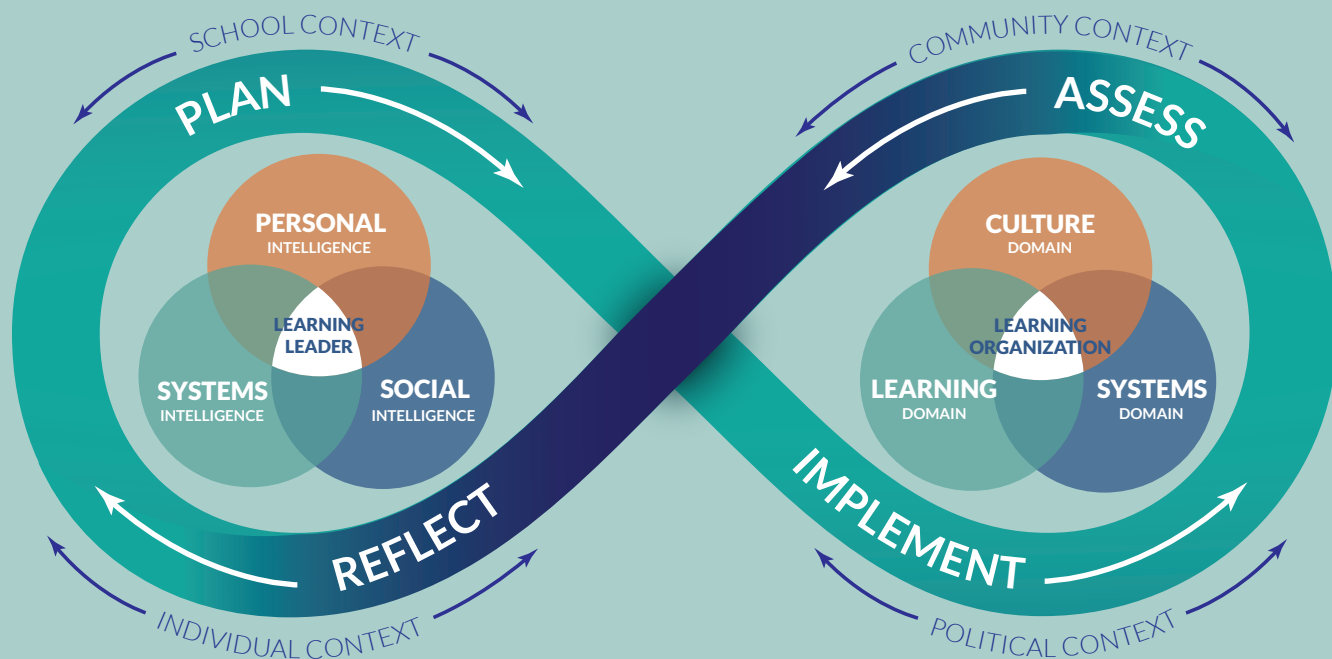 SCHOOL CONTEXT
PLAN
PERSONAL
INTELLIGENCE
LEARNING
LEADER
SYSTEMS
INTELLIGENCE
SOCIAL
INTELLIGENCE
REFLECT
INDIVIDUAL CONTEXT
COMMUNITY CONTEXT
ASSESS
CULTURE
DOMAIN
LEARNING
ORGANIZATION
LEARNING
DOMAIN
SYSTEMS
DOMAIN
IMPLEMENT
POLITICAL CONTEXT